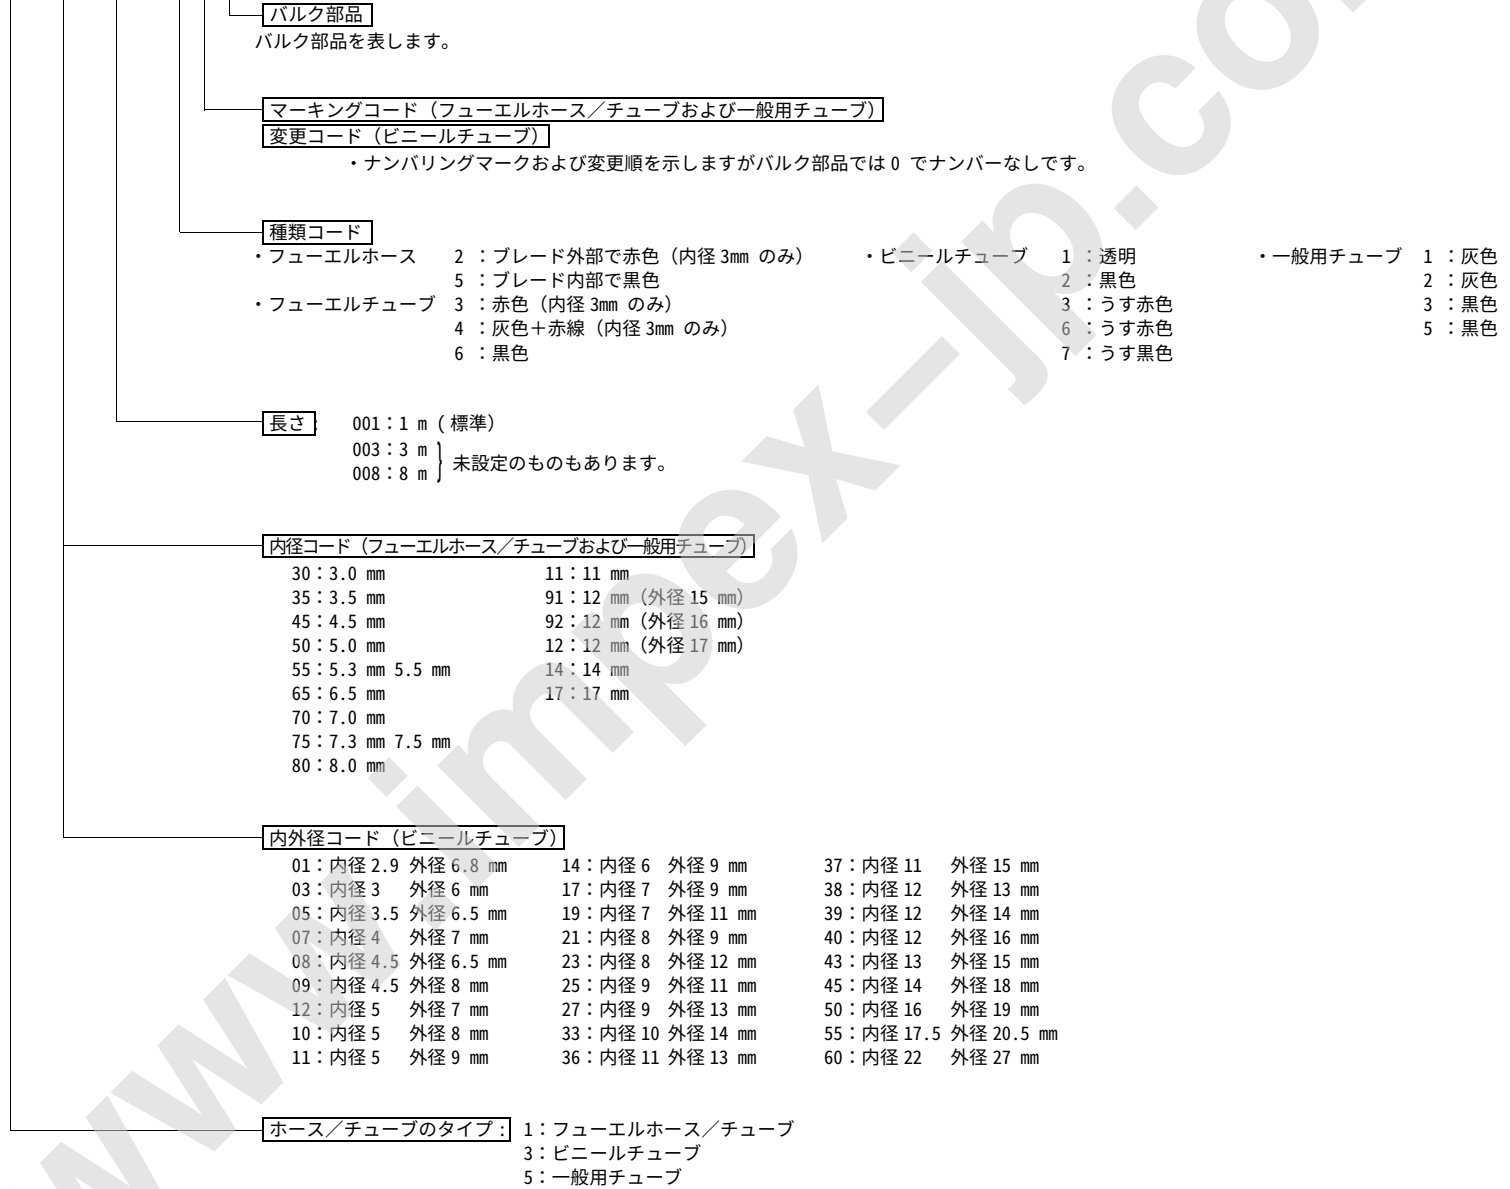 バルク部品
バルク部品を表します。
マーキングコード（フューエルホース／チューブおよび一般用チューブ）
変更コード（ビニールチューブ）
・ナンバリングマークおよび変更順を示しますがバルク部品では 0 でナンバーなしです。
種類コード
・フューエルホース 2 ：ブレード外部で赤色（内径 3㎜ のみ） ・ビニールチューブ 1 ：透明 ・一般用チューブ 1 ：灰色
5 ：ブレード内部で黒色 2 ：黒色 2 ：灰色
・フューエルチューブ 3 ：赤色（内径 3㎜ のみ） 3 ：うす赤色 3 ：黒色
4 ：灰色＋赤線（内径 3㎜ のみ） 6 ：うす赤色 5 ：黒色
6 ：黒色 7 ：うす黒色
長さ : 001：1 m ( 標準）
003：3 m
008：8 m } 未設定のものもあります。
内径コード（フューエルホース／チューブおよび一般用チューブ）
30：3.0 ㎜ 11：11 ㎜
35：3.5 ㎜ 91：12 ㎜（外径 15 ㎜）
45：4.5 ㎜ 92：12 ㎜（外径 16 ㎜）
50：5.0 ㎜ 12：12 ㎜（外径 17 ㎜）
55：5.3 ㎜ 5.5 ㎜ 14：14 ㎜
65：6.5 ㎜ 17：17 ㎜
70：7.0 ㎜
75：7.3 ㎜ 7.5 ㎜
80：8.0 ㎜
内外径コード（ビニールチューブ）
01：内径 2.9 外径 6.8 ㎜ 14：内径 6 外径 9 ㎜ 37：内径 11 外径 15 ㎜
03：内径 3 外径 6 ㎜ 17：内径 7 外径 9 ㎜ 38：内径 12 外径 13 ㎜
05：内径 3.5 外径 6.5 ㎜ 19：内径 7 外径 11 ㎜ 39：内径 12 外径 14 ㎜
07：内径 4 外径 7 ㎜ 21：内径 8 外径 9 ㎜ 40：内径 12 外径 16 ㎜
08：内径 4.5 外径 6.5 ㎜ 23：内径 8 外径 12 ㎜ 43：内径 13 外径 15 ㎜
09：内径 4.5 外径 8 ㎜ 25：内径 9 外径 11 ㎜ 45：内径 14 外径 18 ㎜
12：内径 5 外径 7 ㎜ 27：内径 9 外径 13 ㎜ 50：内径 16 外径 19 ㎜
10：内径 5 外径 8 ㎜ 33：内径 10 外径 14 ㎜ 55：内径 17.5 外径 20.5 ㎜
11：内径 5 外径 9 ㎜ 36：内径 11 外径 13 ㎜ 60：内径 22 外径 27 ㎜
ホース／チューブのタイプ : 1：フューエルホース／チューブ
3：ビニールチューブ
5：一般用チューブ
www.impex-jp.co